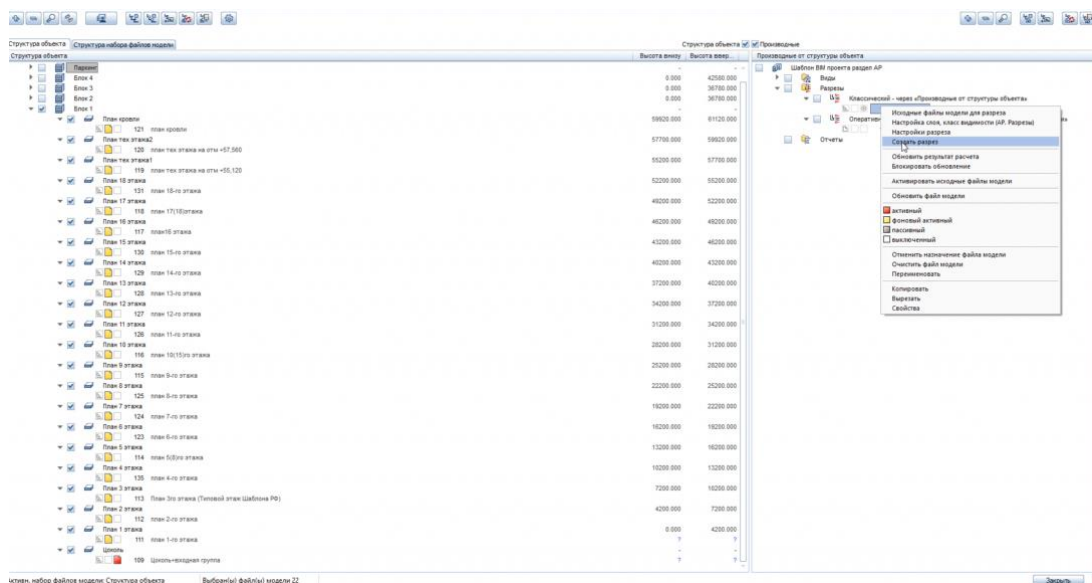 Структура объекта Структура набора файлов модели
Структура объекта Производные
Структура объекта Высота внизу Высота ввер...
Паркинг - -
Блок 4 0.000 42580.000
Блок 3 0.000 36780.000
Блок 2 0.000 36780.000
Блок 1 - -
План кровли 59820.000 61120.000
121 план кровли
План тех этажа2 57700.000 59820.000
120 план тех этажа на отм +57,560
План тех этажа1 55200.000 57700.000
119 план тех этажа на отм +55,120
План 18 этажа 52200.000 55200.000
131 план 18-го этажа
План 17 этажа 49200.000 52200.000
118 план 17(18)этажа
План 16 этажа 46200.000 49200.000
117 план16 этажа
План 15 этажа 43200.000 46200.000
130 план 15-го этажа
План 14 этажа 40200.000 43200.000
129 план 14-го этажа
План 13 этажа 37200.000 40200.000
128 план 13-го этажа
План 12 этажа 34200.000 37200.000
127 план 12-го этажа
План 11 этажа 31200.000 34200.000
126 план 11-го этажа
План 10 этажа 28200.000 31200.000
116 план 10(15)го этажа
План 9 этажа 25200.000 28200.000
115 план 9-го этажа
План 8 этажа 22200.000 25200.000
125 план 8-го этажа
План 7 этажа 19200.000 22200.000
124 план 7-го этажа
План 6 этажа 16200.000 19200.000
123 план 6-го этажа
План 5 этажа 13200.000 16200.000
114 план 5(8)го этажа
План 4 этажа 10200.000 13200.000
135 план 4-го этажа
План 3 этажа 7200.000 10200.000
113 План 3го этажа (Типовой этаж Шаблона РФ)
План 2 этажа 4200.000 7200.000
112 план 2-го этажа
План 1 этажа 0.000 4200.000
111 план 1-го этажа ? ?
Цоколь - -
109 Цоколь+входная группа ? ?
Производные от структуры объекта
Шаблон BIM проекта раздел АР
Виды
Разрезы
Классический - через «Производные от структуры объекта»
Отчеты
Исходные файлы модели для разреза
Настройка слоя, класс видимости (АР. Разрезы)
Настройки разреза
Создать разрез
Обновить результат расчета
Блокировать обновление
Активировать исходные файлы модели
Обновить файл модели
активный
фоновый активный
пассивный
выключенный
Отменить назначение файла модели
Очистить файл модели
Переименовать
Копировать
Вырезать
Свойства
Активн. набор файлов модели: Структура объекта Выбран(ы) файл(ы) модели 22 Закрыть